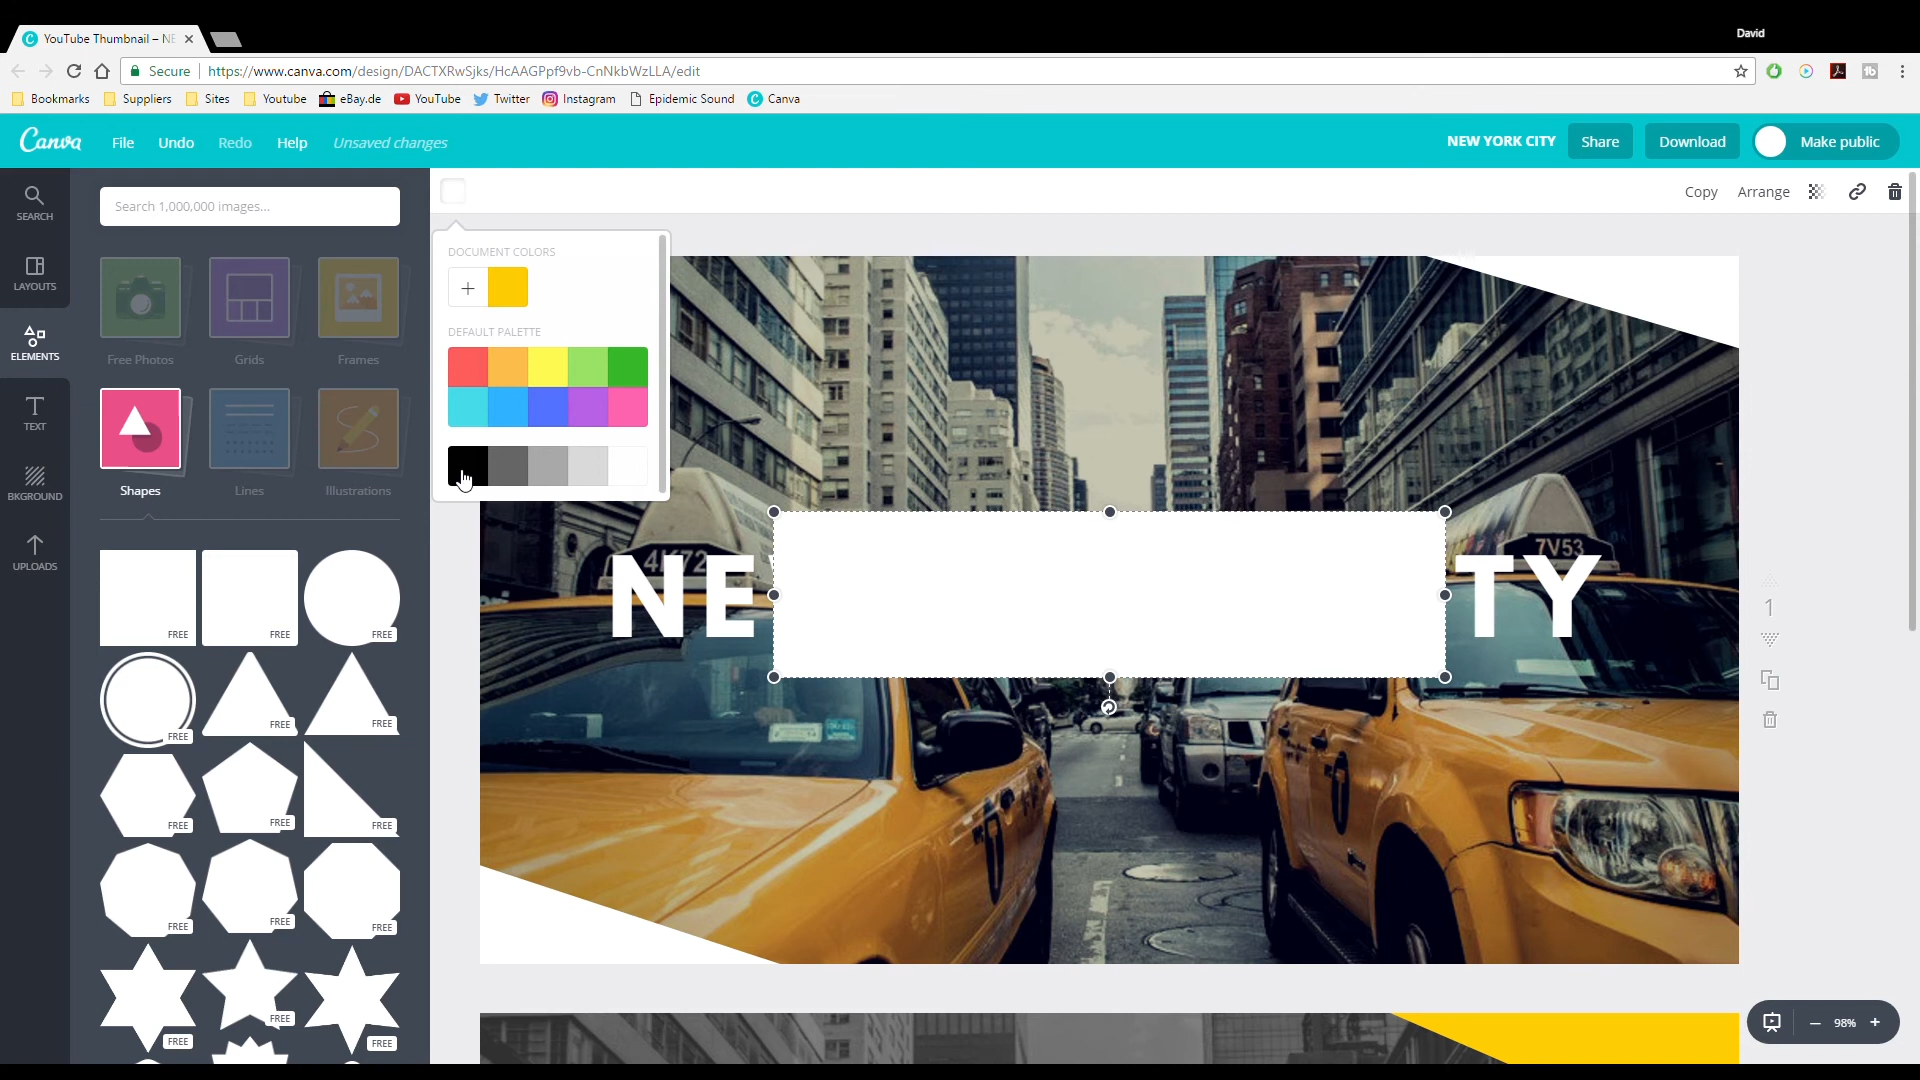 David
YouTube Thumbnail – NE
Secure https://www.canva.com/design/DACTXRwSjks/HcAAGPpf9vb-CnNkbWzLLA/edit
Bookmarks Suppliers Sites Youtube eBay.de YouTube Twitter Instagram Epidemic Sound Canva
Canva File Undo Redo Help Unsaved changes NEW YORK CITY Share Download Make public
SEARCH
LAYOUTS
ELEMENTS
TEXT
BKGROUND
UPLOADS
Search 1,000,000 images...
Free Photos Grids Frames
Shapes Lines Illustrations
FREE FREE FREE
FREE FREE FREE
FREE FREE FREE
FREE FREE FREE
FREE FREE FREE
Copy Arrange
DOCUMENT COLORS
DEFAULT PALETTE
4K72 7V53
NE TY
1
98%